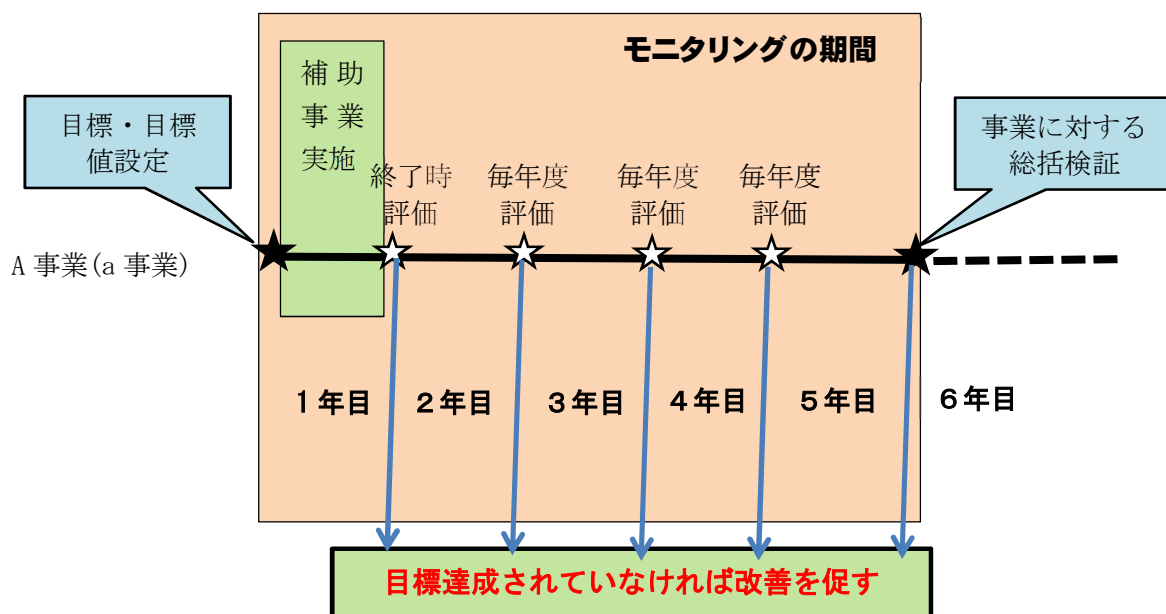 モニタリングの期間
補助
事業
実施
目標・目標
値設定
事業に対する
総括検証
終了時
評価
毎年度
評価
毎年度
評価
毎年度
評価
A 事業(a 事業)
1年目
2年目
3年目
4年目
5年目
6年目
目標達成されていなければ改善を促す